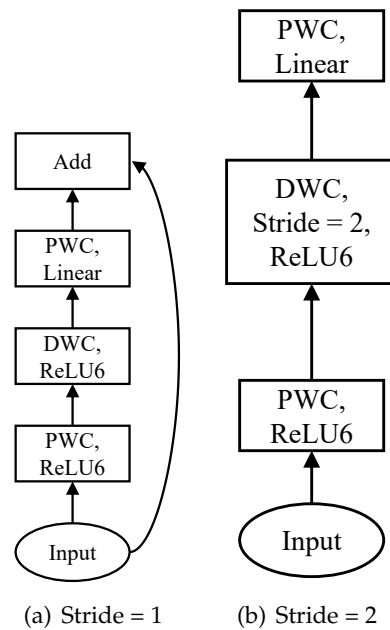 Add
PWC,
Linear
DWC,
ReLU6
PWC,
ReLU6
Input
(a) Stride = 1
PWC,
Linear
DWC,
Stride = 2,
ReLU6
PWC,
ReLU6
Input
(b) Stride = 2